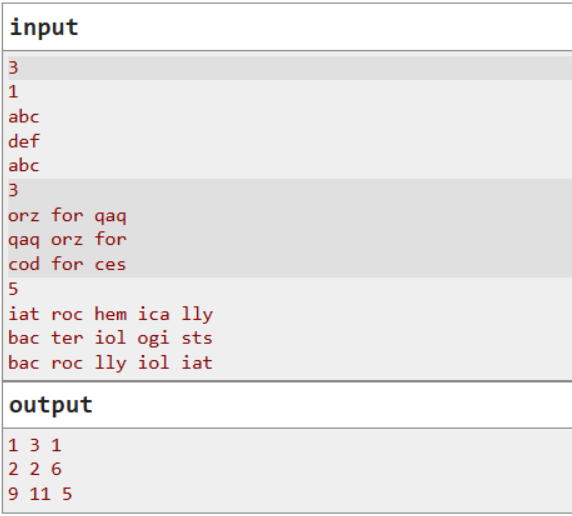 input
3
1
abc
def
abc
3
orz for qaq
qaq orz for
cod for ces
5
iat roc hem ica lly
bac ter iol ogi sts
bac roc lly iol iat
output
1 3 1
2 2 6
9 11 5